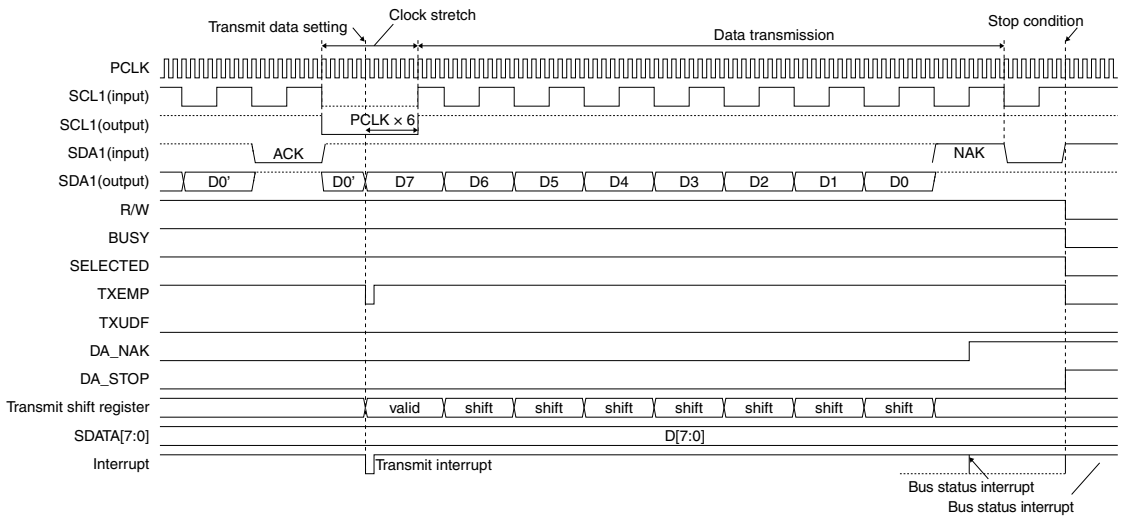 Transmit data setting
Clock stretch
Data transmission
Stop condition
PCLK
SCL1(input)
SCL1(output) PCLK × 6
SDA1(input) ACK NAK
SDA1(output) D0’ D0’ D7 D6 D5 D4 D3 D2 D1 D0
R/W
BUSY
SELECTED
TXEMP
TXUDF
DA_NAK
DA_STOP
Transmit shift register valid shift shift shift shift shift shift shift
SDATA[7:0] D[7:0]
Interrupt Transmit interrupt
Bus status interrupt
Bus status interrupt